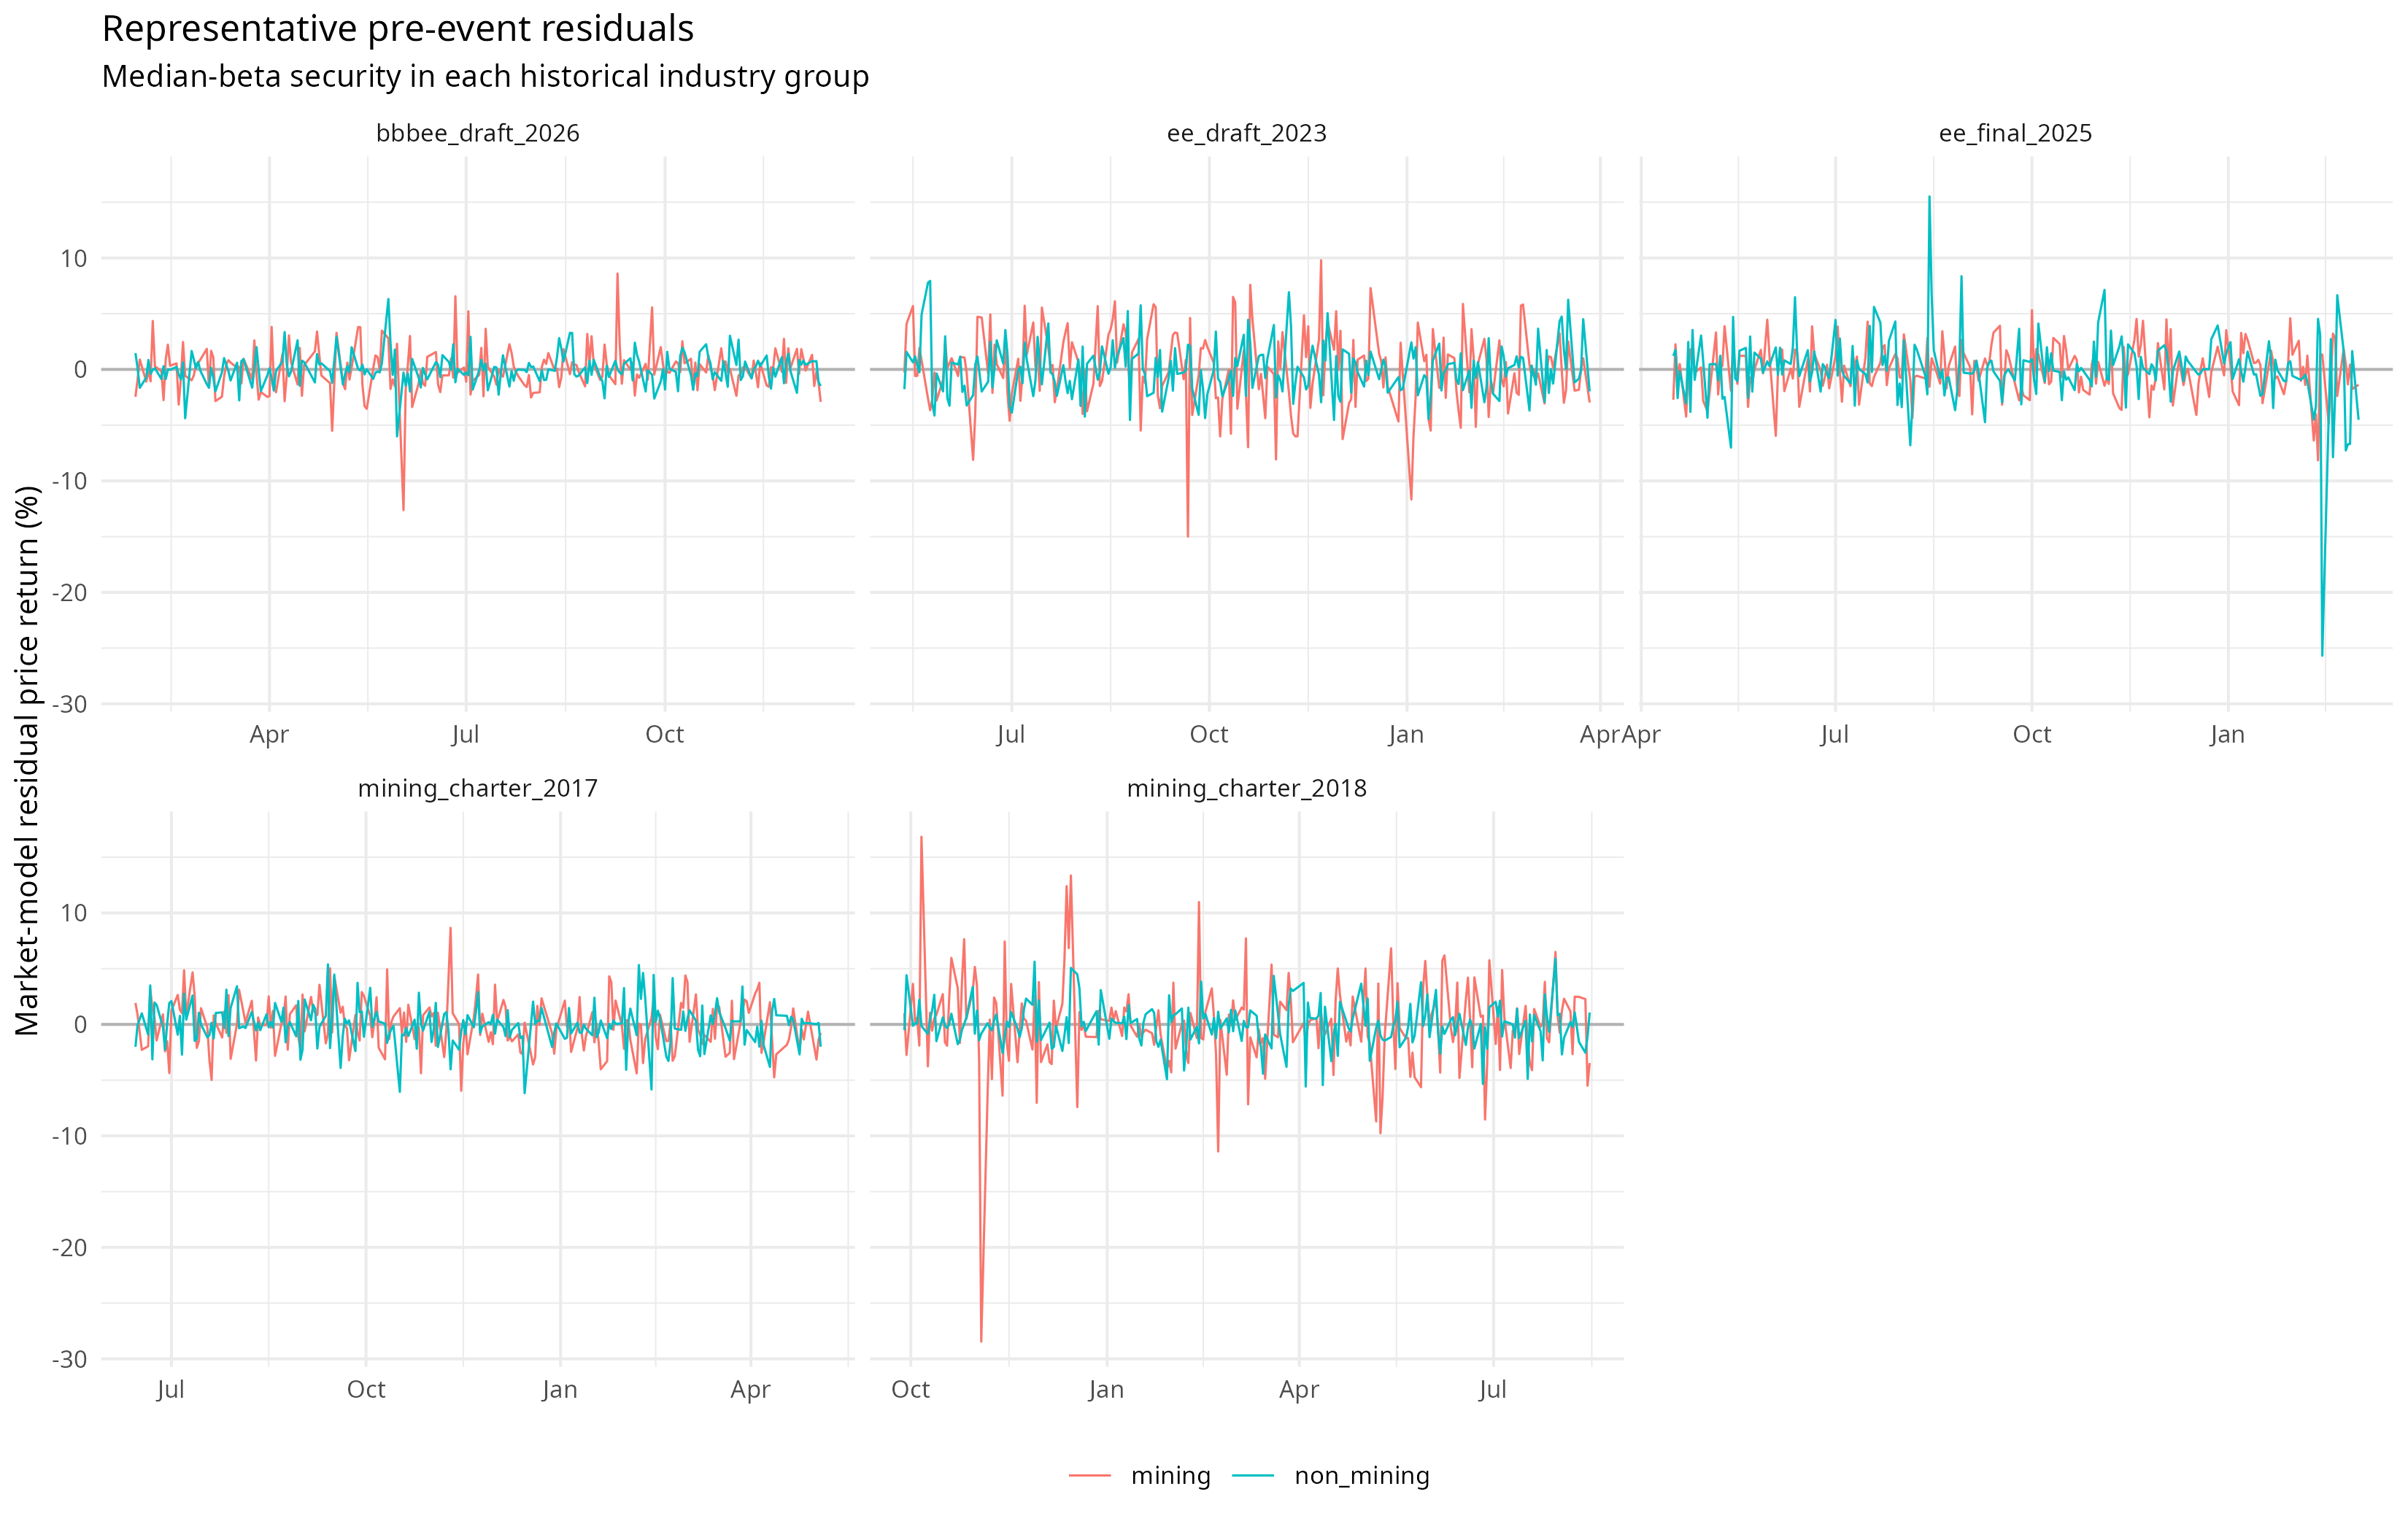 Representative pre-event residuals
Median-beta security in each historical industry group
Market-model residual price return (%)
bbbee_draft_2026
ee_draft_2023
ee_final_2025
10
0
-10
-20
-30
Apr Jul Oct
Jul Oct Jan Apr
Apr Jul Oct Jan
mining_charter_2017
mining_charter_2018
10
0
-10
-20
-30
Jul Oct Jan Apr
Oct Jan Apr Jul
mining non_mining